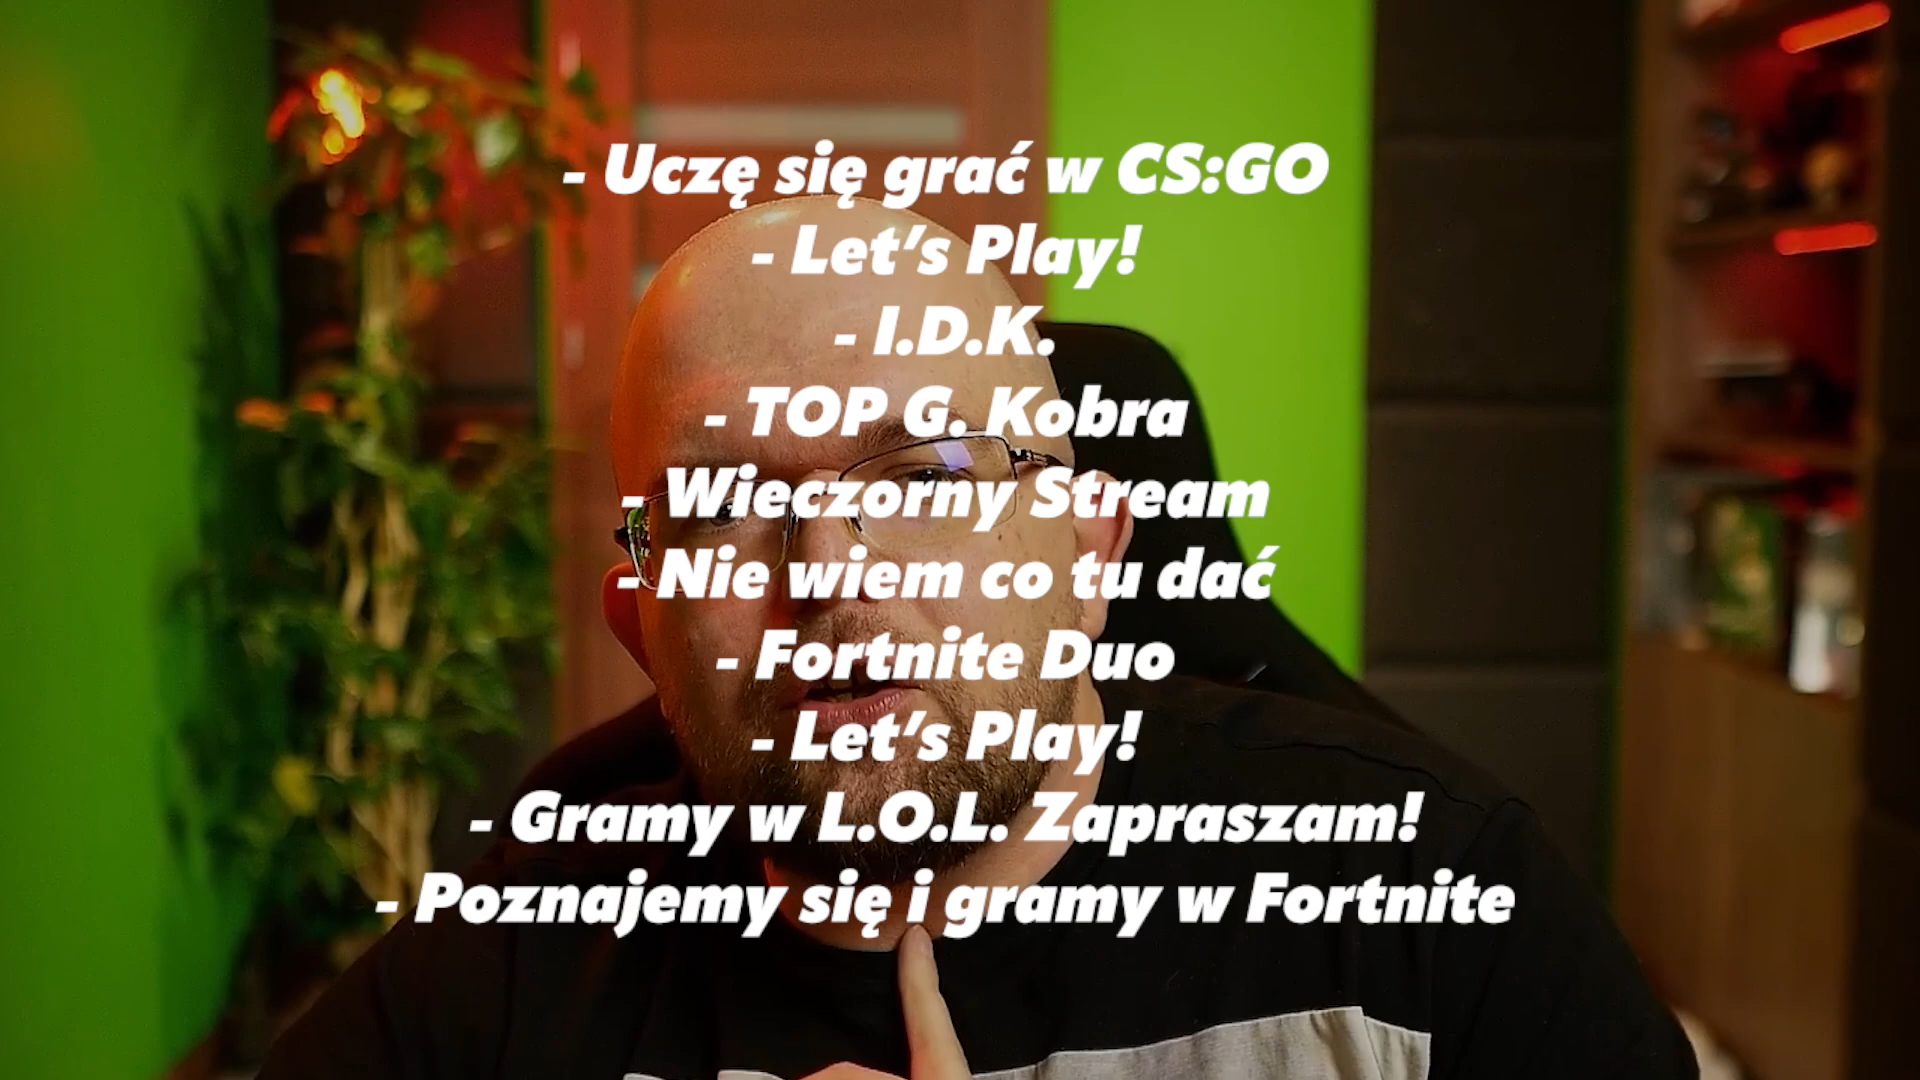 - Uczę się grać w CS:GO
- Let's Play!
- I.D.K.
- TOP G. Kobra
- Wieczorny Stream
- Nie wiem co tu dać
- Fortnite Duo
- Let's Play!
- Gramy w L.O.L. Zapraszam!
- Poznajemy się i gramy w Fortnite